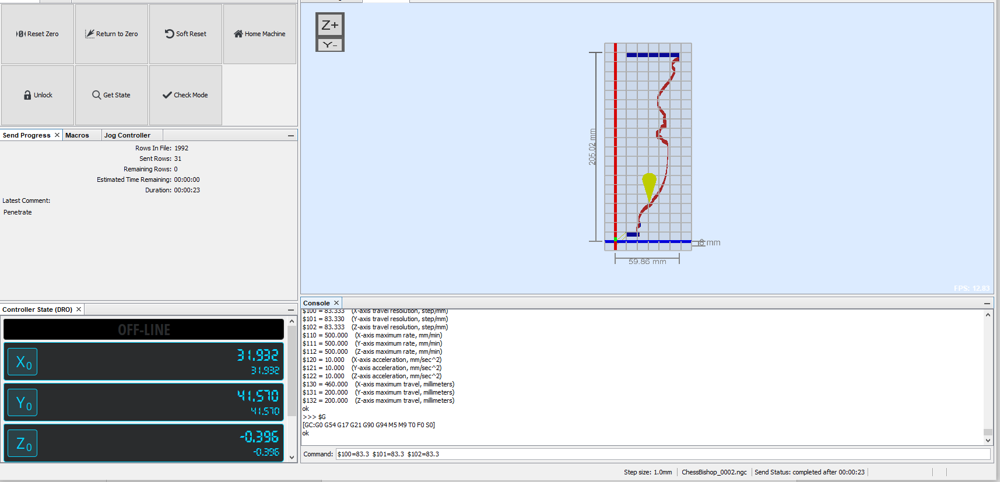 Reset Zero
Return to Zero
Soft Reset
Home Machine
Unlock
Get State
Check Mode
Send Progress
Macros
Jog Controller
Rows In File: 1992
Sent Rows: 31
Remaining Rows: 0
Estimated Time Remaining: 00:00:00
Duration: 00:00:23
Latest Comment:
Penetrate
Controller State (DRO)
OFF-LINE
X0
31.932
31.932
Y0
41.570
41.570
Z0
-0.396
-0.396
Z+
Y-
205.02 mm
59.86 mm
mm
FPS: 12.83
Console
$100 = 83.333 (X-axis travel resolution, step/mm)
$101 = 83.330 (Y-axis travel resolution, step/mm)
$102 = 83.333 (Z-axis travel resolution, step/mm)
$110 = 500.000 (X-axis maximum rate, mm/min)
$111 = 500.000 (Y-axis maximum rate, mm/min)
$112 = 500.000 (Z-axis maximum rate, mm/min)
$120 = 10.000 (X-axis acceleration, mm/sec^2)
$121 = 10.000 (Y-axis acceleration, mm/sec^2)
$122 = 10.000 (Z-axis acceleration, mm/sec^2)
$130 = 460.000 (X-axis maximum travel, millimeters)
$131 = 200.000 (Y-axis maximum travel, millimeters)
$132 = 200.000 (Z-axis maximum travel, millimeters)
ok
>>> $G
[GC:G0 G54 G17 G21 G90 G94 M5 M9 T0 F0 S0]
ok
Command: $100=83.3 $101=83.3 $102=83.3
Step size: 1.0mm
ChessBishop_0002.ngc
Send Status: completed after 00:00:23